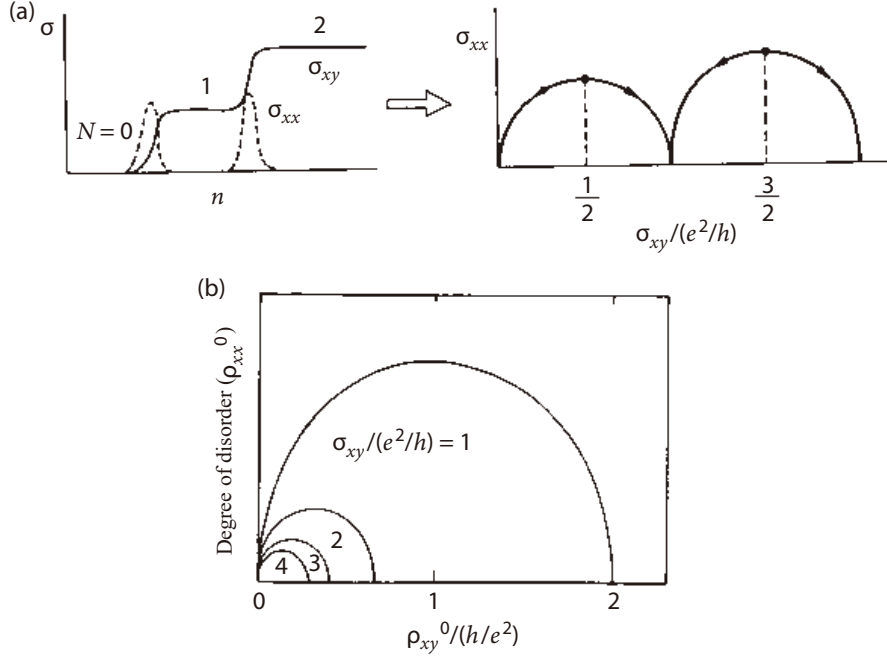 (a)
σ
2
1
σxy
σxx
N = 0
n
σxx
1/2
3/2
σxy/(e²/h)
(b)
Degree of disorder (ρxx⁰)
σxy/(e²/h) = 1
2
3
4
0
1
2
ρxy⁰/(h/e²)